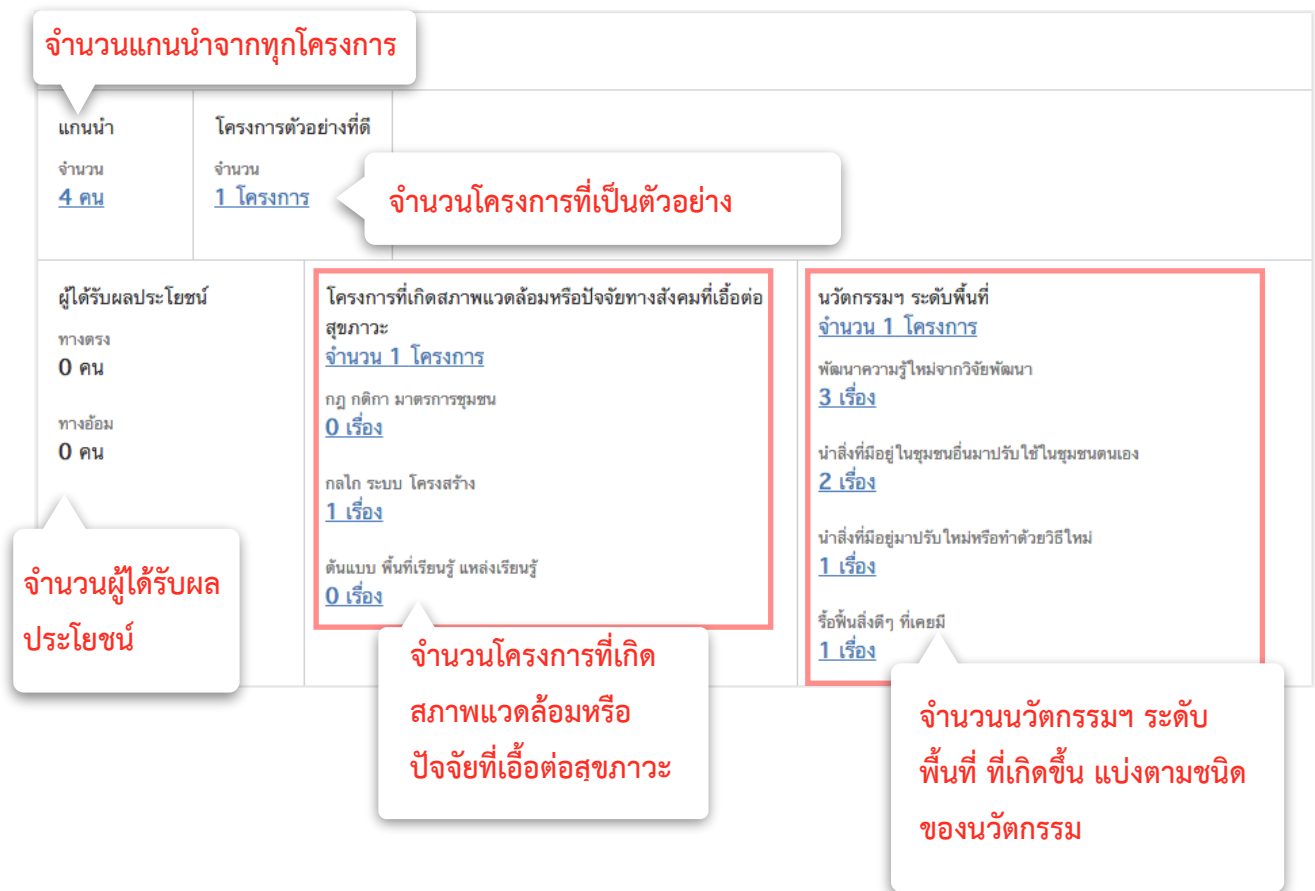 จำนวนแกนนำจากทุกโครงการ
แกนนำ
จำนวน
4 คน
โครงการตัวอย่างที่ดี
จำนวน
1 โครงการ
จำนวนโครงการที่เป็นตัวอย่าง
ผู้ได้รับผลประโยชน์
ทางตรง
0 คน
ทางอ้อม
0 คน
จำนวนผู้ได้รับผล
ประโยชน์
โครงการที่เกิดสภาพแวดล้อมหรือปัจจัยทางสังคมที่เอื้อต่อ
สุขภาวะ
จำนวน 1 โครงการ
กฎ กติกา มาตรการชุมชน
0 เรื่อง
กลไก ระบบ โครงสร้าง
1 เรื่อง
ต้นแบบ พื้นที่เรียนรู้ แหล่งเรียนรู้
0 เรื่อง
จำนวนโครงการที่เกิด
สภาพแวดล้อมหรือ
ปัจจัยที่เอื้อต่อสุขภาวะ
นวัตกรรมฯ ระดับพื้นที่
จำนวน 1 โครงการ
พัฒนาความรู้ใหม่จากวิจัยพัฒนา
3 เรื่อง
นำสิ่งที่มีอยู่ในชุมชนอื่นมาปรับใช้ในชุมชนตนเอง
2 เรื่อง
นำสิ่งที่มีอยู่มาปรับใหม่หรือทำด้วยวิธีใหม่
1 เรื่อง
รื้อฟื้นสิ่งดีๆ ที่เคยมี
1 เรื่อง
จำนวนนวัตกรรมฯ ระดับ
พื้นที่ ที่เกิดขึ้น แบ่งตามชนิด
ของนวัตกรรม